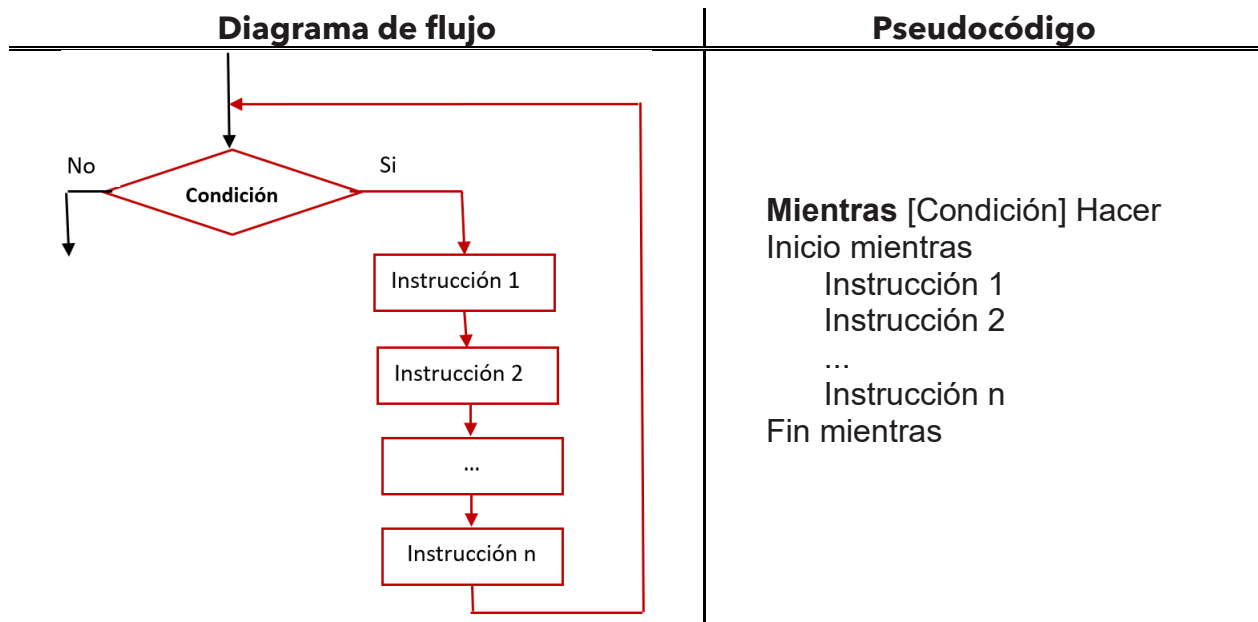 Diagrama de flujo
Pseudocódigo
No
Si
Condición
Instrucción 1
Instrucción 2
...
Instrucción n
Mientras [Condición] Hacer
Inicio mientras
Instrucción 1
Instrucción 2
...
Instrucción n
Fin mientras